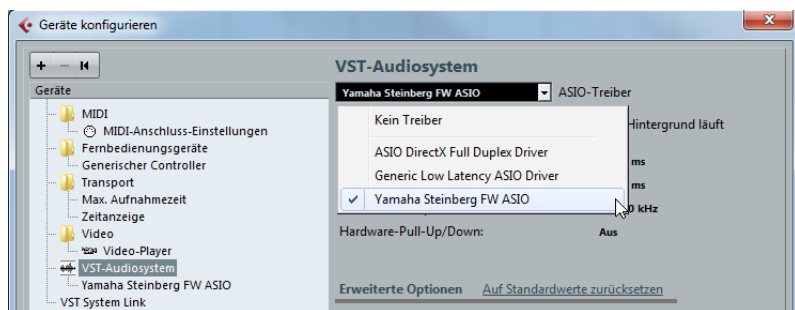 Geräte konfigurieren
Geräte
MIDI
MIDI-Anschluss-Einstellungen
Fernbedienungsgeräte
Generischer Controller
Transport
Max. Aufnahmezeit
Zeitanzeige
Video
Video-Player
VST-Audiosystem
Yamaha Steinberg FW ASIO
VST System Link
VST-Audiosystem
Yamaha Steinberg FW ASIO ASIO-Treiber
Kein Treiber
Hintergrund läuft
ASIO DirectX Full Duplex Driver
ms
Generic Low Latency ASIO Driver
ms
Yamaha Steinberg FW ASIO
kHz
Hardware-Pull-Up/Down: Aus
Erweiterte Optionen Auf Standardwerte zurücksetzen